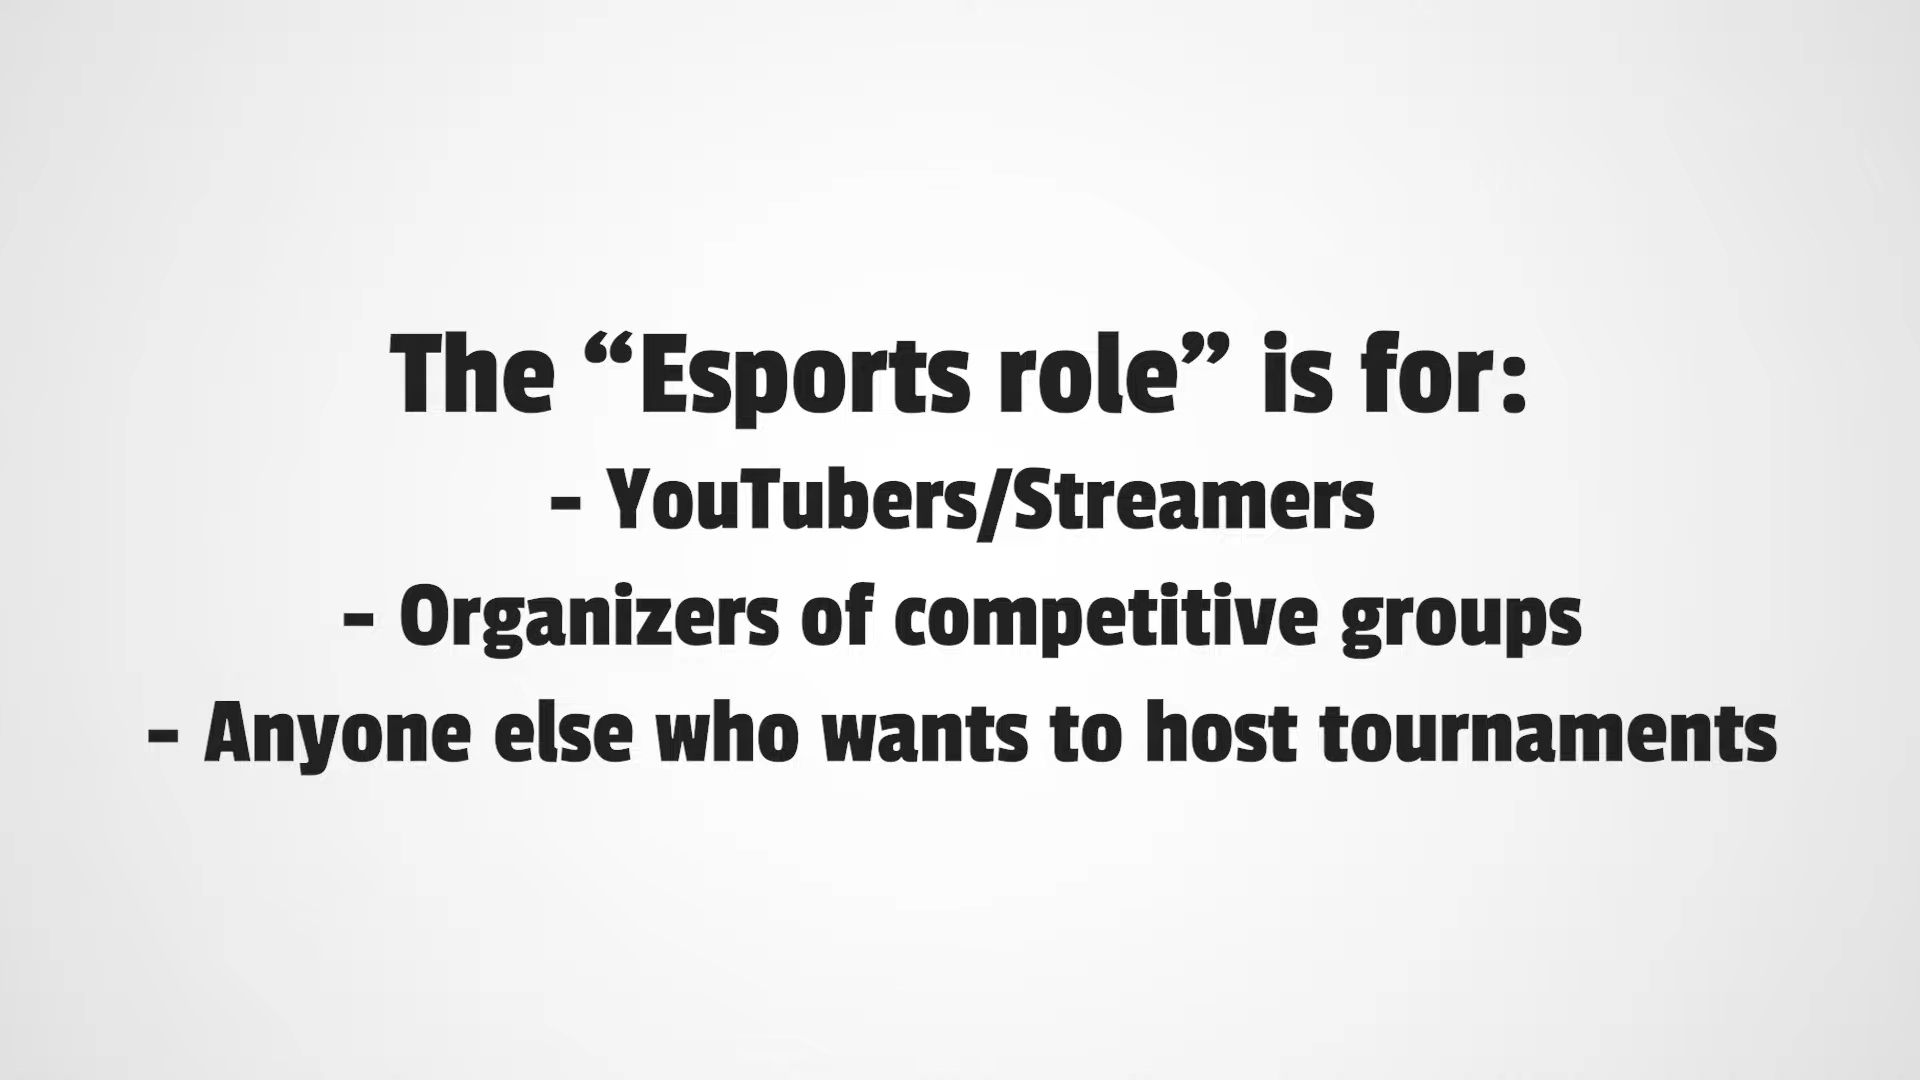 The “Esports role” is for:
- YouTubers/Streamers
- Organizers of competitive groups
- Anyone else who wants to host tournaments